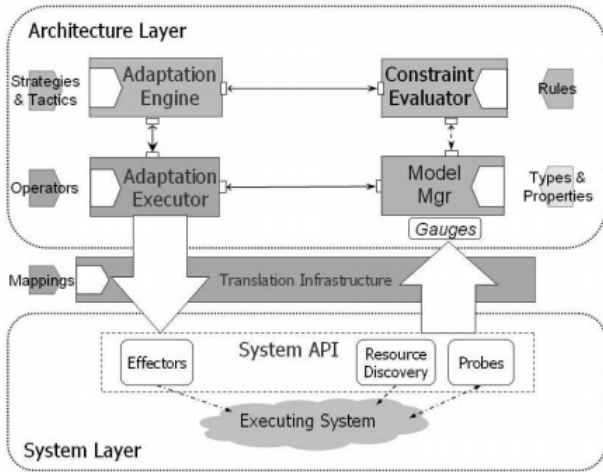 Architecture Layer
Strategies
& Tactics
Adaptation
Engine
Constraint
Evaluator
Rules
Operators
Adaptation
Executor
Model
Mgr
Types &
Properties
Gauges
Mappings
Translation Infrastructure
System API
Effectors
Resource
Discovery
Probes
Executing System
System Layer